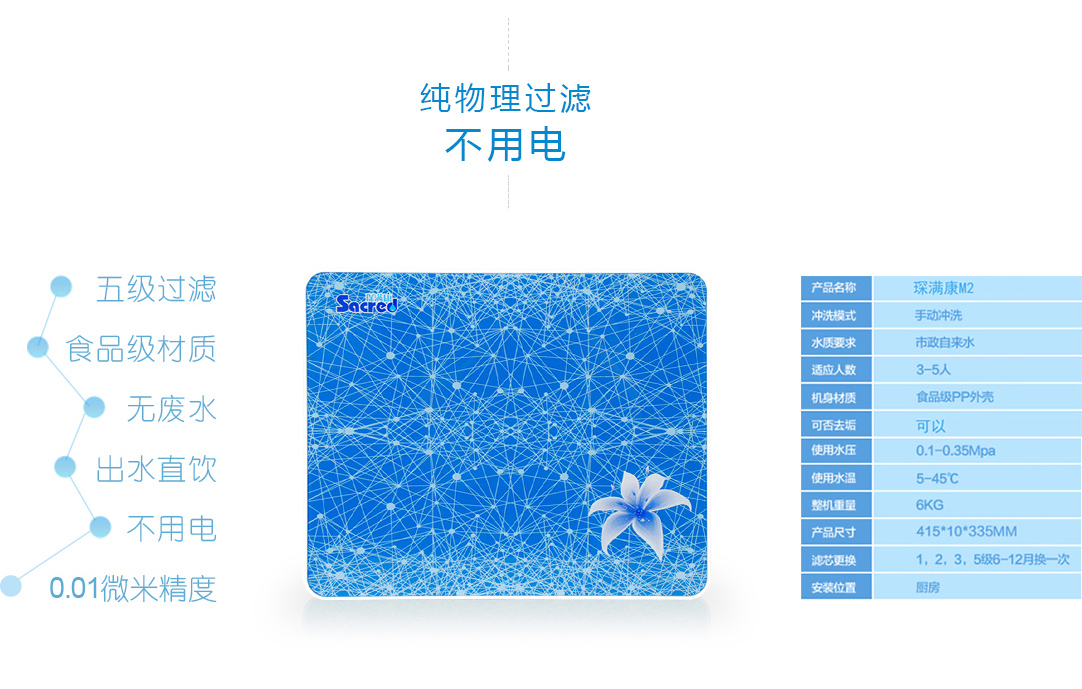 纯物理过滤
不用电
五级过滤
食品级材质
无废水
出水直饮
不用电
0.01微米精度
Sacred
产品名称 琛满康M2
冲洗模式 手动冲洗
水质要求 市政自来水
适应人数 3-5人
机身材质 食品级PP外壳
可否去垢 可以
使用水压 0.1-0.35Mpa
使用水温 5-45℃
整机重量 6KG
产品尺寸 415*10*335MM
滤芯更换 1，2，3，5级6-12月换一次
安装位置 厨房